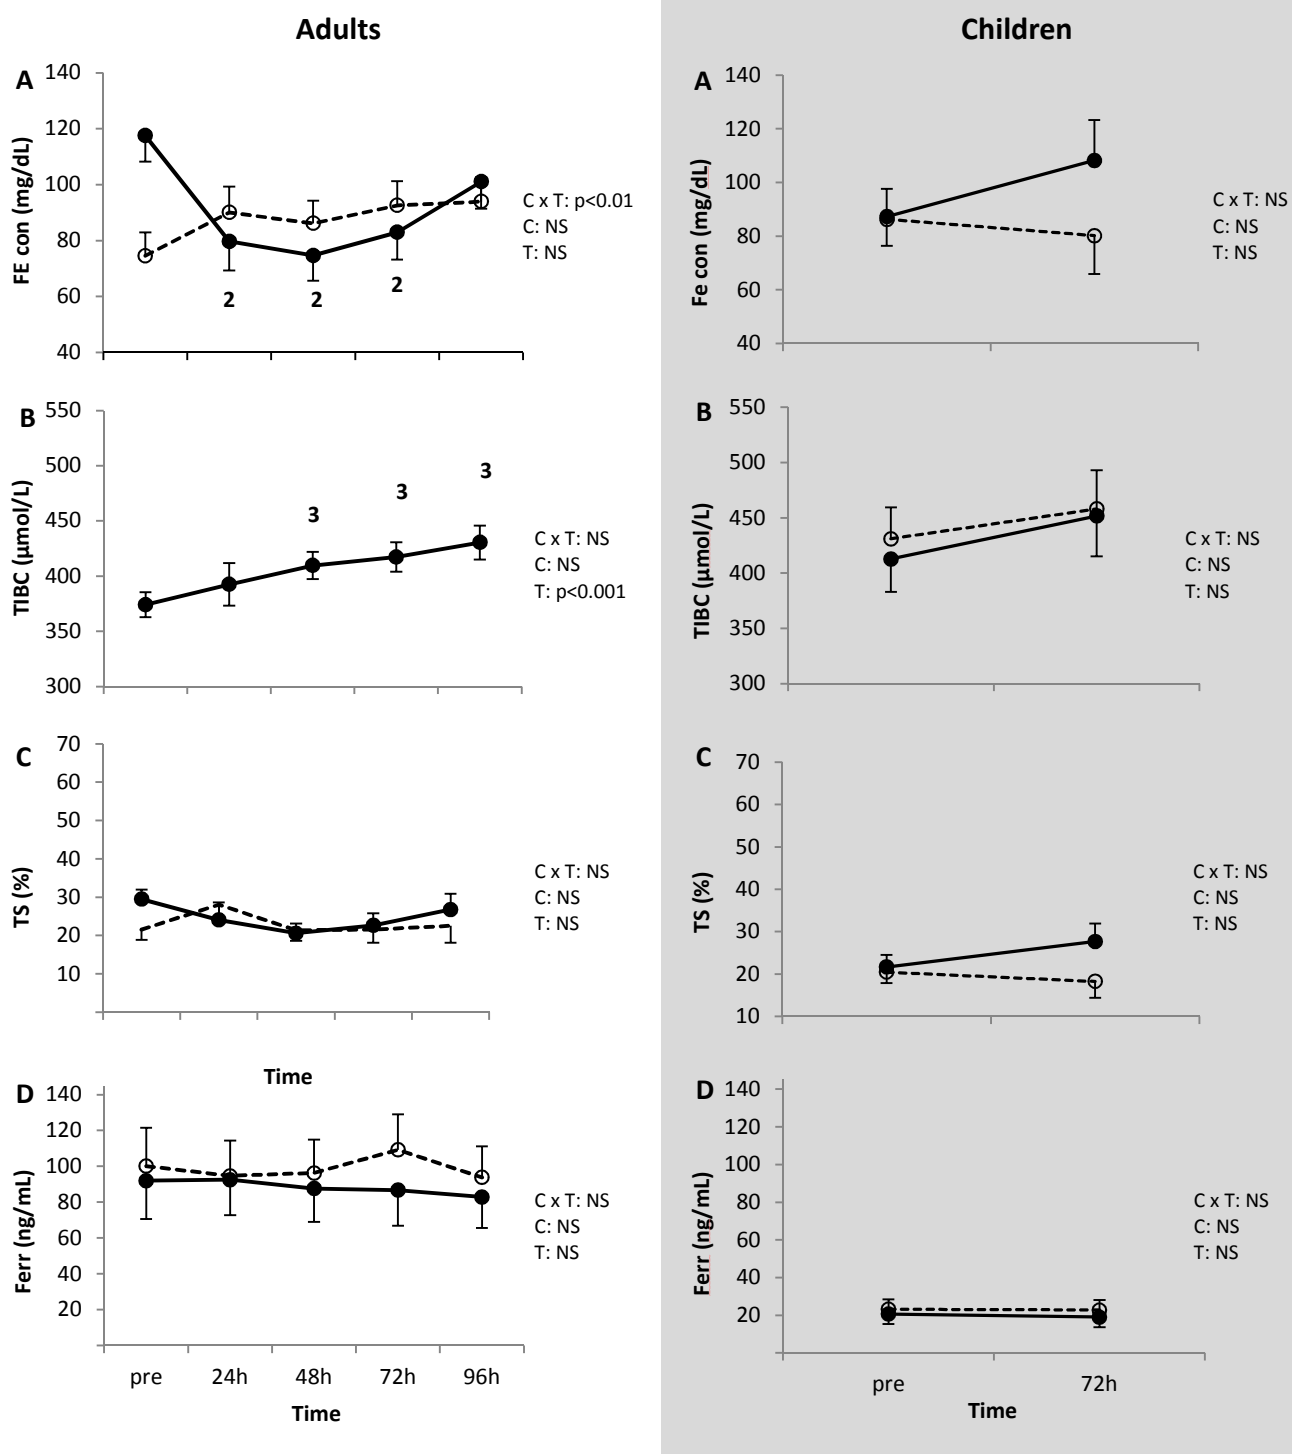 Adults
A
140
120
100
80
60
40
FE con (mg/dL)
2
2
2
C x T: p<0.01
C: NS
T: NS
B
550
500
450
400
350
300
TIBC (µmol/L)
3
3
3
C x T: NS
C: NS
T: p<0.001
C
70
60
50
40
30
20
10
TS (%)
C x T: NS
C: NS
T: NS
Time
D
140
120
100
80
60
40
20
Ferr (ng/mL)
C x T: NS
C: NS
T: NS
pre 24h 48h 72h 96h
Time
Children
A
140
120
100
80
60
40
Fe con (mg/dL)
C x T: NS
C: NS
T: NS
B
550
500
450
400
350
300
TIBC (µmol/L)
C x T: NS
C: NS
T: NS
C
70
60
50
40
30
20
10
TS (%)
C x T: NS
C: NS
T: NS
D
140
120
100
80
60
40
20
Ferr (ng/mL)
C x T: NS
C: NS
T: NS
pre 72h
Time